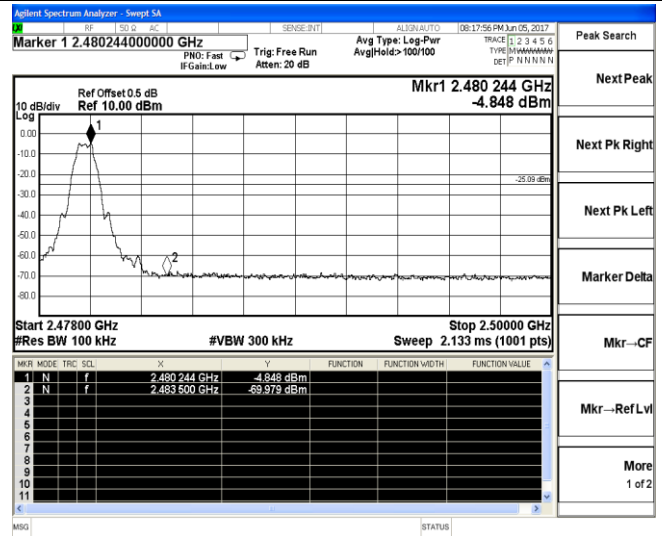 Agilent Spectrum Analyzer - Swept SA
RF 50 Ω AC SENSE:INT ALIGN AUTO 08:17:56 PM Jun 05, 2017
Marker 1 2.480244000000 GHz
PNO: Fast
IFGain:Low
Trig: Free Run
Atten: 20 dB
Avg Type: Log-Pwr
Avg|Hold:>100/100
TRACE 1 2 3 4 5 6
TYPE M
DET P N N N N N
Ref Offset 0.5 dB
10 dB/div Ref 10.00 dBm
Mkr1 2.480 244 GHz
-4.848 dBm
Log
1
0.00
-10.0
-25.09 dBm
-20.0
-30.0
-40.0
-50.0
-60.0
2
-70.0
-80.0
Start 2.47800 GHz Stop 2.50000 GHz
#Res BW 100 kHz #VBW 300 kHz Sweep 2.133 ms (1001 pts)
MKR MODE TRC SCL X Y FUNCTION FUNCTION WIDTH FUNCTION VALUE
1 N f 2.480 244 GHz -4.848 dBm
2 N f 2.483 500 GHz -69.979 dBm
3
4
5
6
7
8
9
10
11
MSG STATUS
Peak Search
Next Peak
Next Pk Right
Next Pk Left
Marker Delta
Mkr→CF
Mkr→Ref Lvl
More
1 of 2